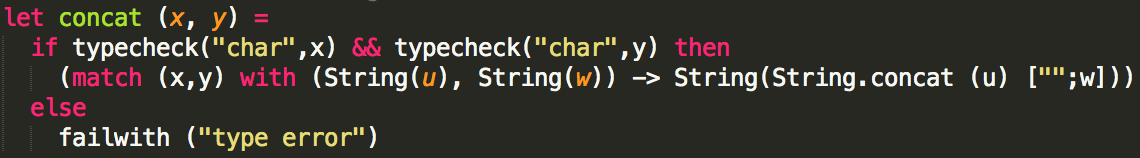 let concat (x, y) =
if typecheck("char",x) && typecheck("char",y) then
(match (x,y) with (String(u), String(w)) -> String(String.concat (u) ["";w]))
else
failwith ("type error")